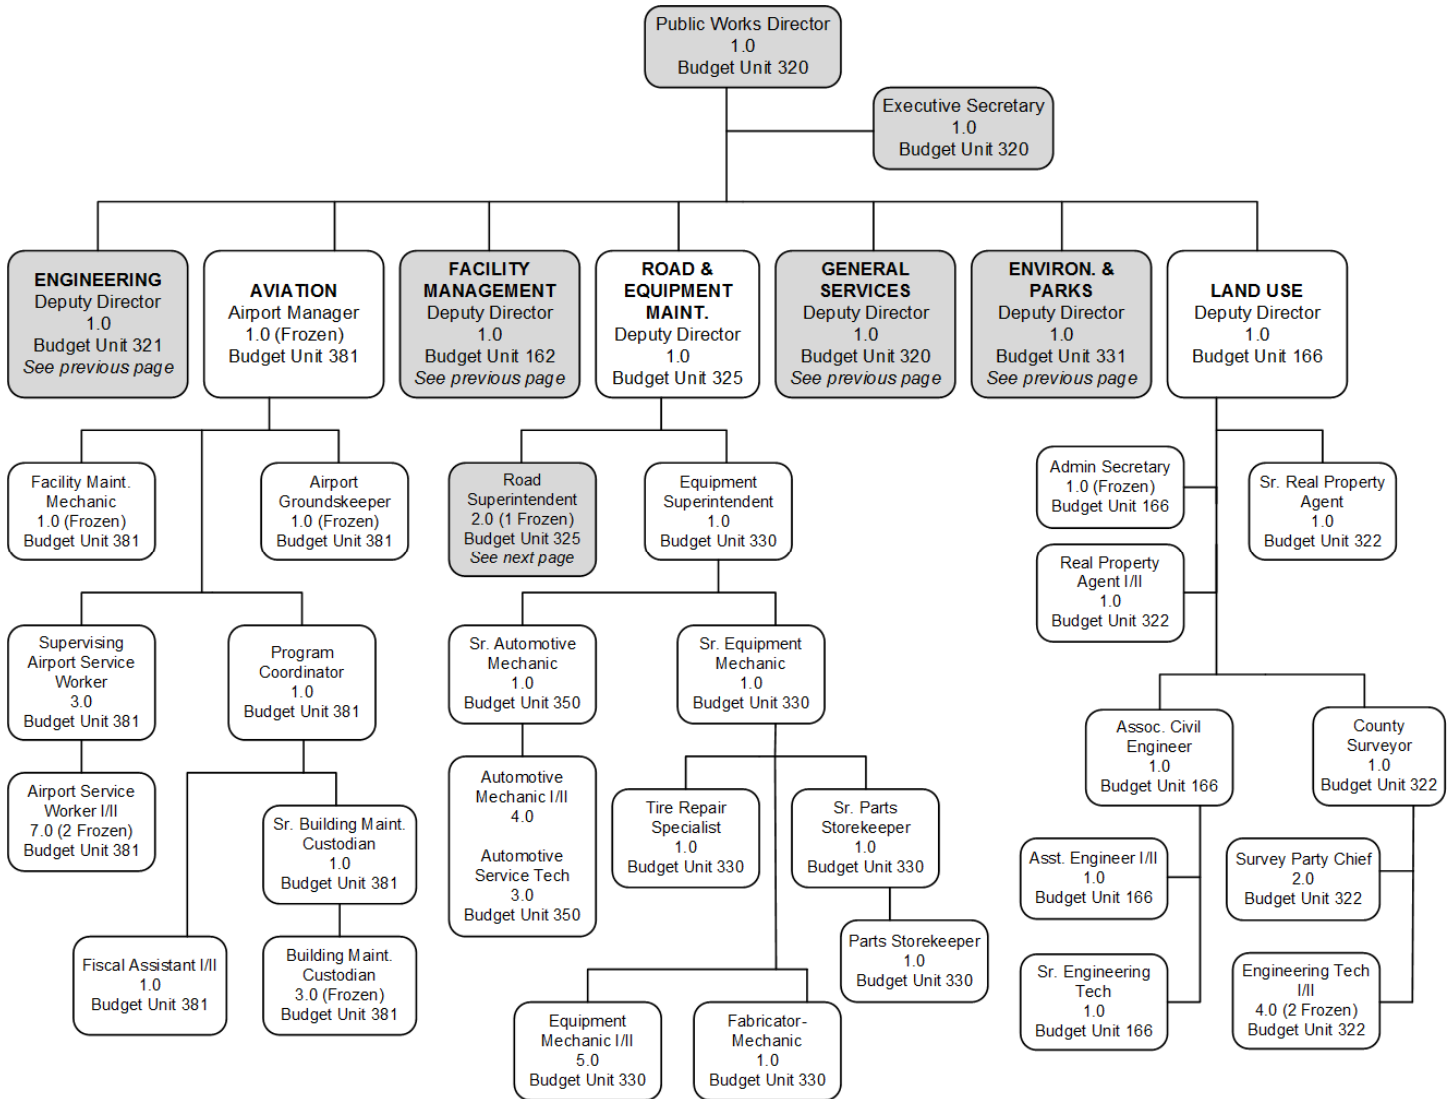 Public Works Director
1.0
Budget Unit 320
Executive Secretary
1.0
Budget Unit 320
ENGINEERING
Deputy Director
1.0
Budget Unit 321
See previous page
AVIATION
Airport Manager
1.0 (Frozen)
Budget Unit 381
FACILITY
MANAGEMENT
Deputy Director
1.0
Budget Unit 162
See previous page
ROAD &
EQUIPMENT
MAINT.
Deputy Director
1.0
Budget Unit 325
GENERAL
SERVICES
Deputy Director
1.0
Budget Unit 320
See previous page
ENVIRON. &
PARKS
Deputy Director
1.0
Budget Unit 331
See previous page
LAND USE
Deputy Director
1.0
Budget Unit 166
Facility Maint.
Mechanic
1.0 (Frozen)
Budget Unit 381
Airport
Groundskeeper
1.0 (Frozen)
Budget Unit 381
Road
Superintendent
2.0 (1 Frozen)
Budget Unit 325
See next page
Equipment
Superintendent
1.0
Budget Unit 330
Admin Secretary
1.0 (Frozen)
Budget Unit 166
Sr. Real Property
Agent
1.0
Budget Unit 322
Real Property
Agent I/II
1.0
Budget Unit 322
Supervising
Airport Service
Worker
3.0
Budget Unit 381
Program
Coordinator
1.0
Budget Unit 381
Sr. Automotive
Mechanic
1.0
Budget Unit 350
Sr. Equipment
Mechanic
1.0
Budget Unit 330
Assoc. Civil
Engineer
1.0
Budget Unit 166
County
Surveyor
1.0
Budget Unit 322
Airport Service
Worker I/II
7.0 (2 Frozen)
Budget Unit 381
Sr. Building Maint.
Custodian
1.0
Budget Unit 381
Automotive
Mechanic I/II
4.0
Automotive
Service Tech
3.0
Budget Unit 350
Tire Repair
Specialist
1.0
Budget Unit 330
Sr. Parts
Storekeeper
1.0
Budget Unit 330
Asst. Engineer I/II
1.0
Budget Unit 166
Survey Party Chief
2.0
Budget Unit 322
Fiscal Assistant I/II
1.0
Budget Unit 381
Building Maint.
Custodian
3.0 (Frozen)
Budget Unit 381
Parts Storekeeper
1.0
Budget Unit 330
Sr. Engineering
Tech
1.0
Budget Unit 166
Engineering Tech
I/II
4.0 (2 Frozen)
Budget Unit 322
Equipment
Mechanic I/II
5.0
Budget Unit 330
Fabricator-
Mechanic
1.0
Budget Unit 330